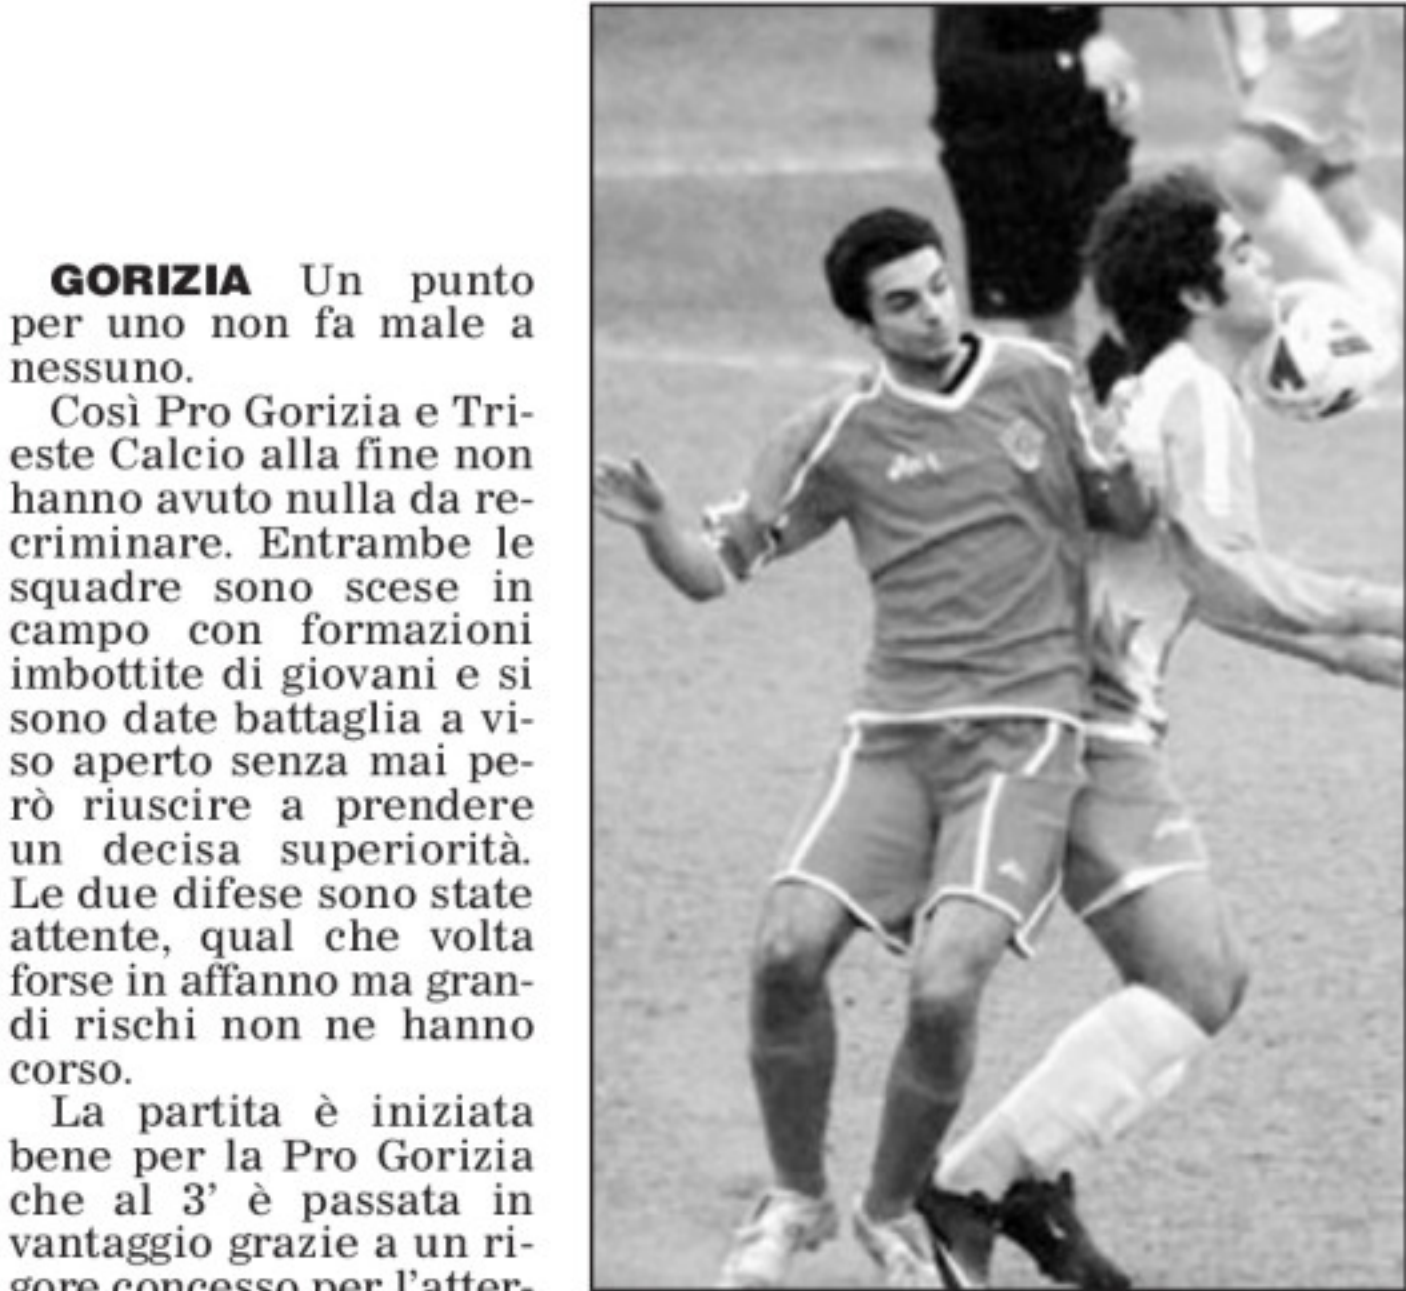 GORIZIA Un punto
per uno non fa male a
nessuno.
Così Pro Gorizia e Tri-
este Calcio alla fine non
hanno avuto nulla da re-
criminare. Entrambe le
squadre sono scese in
campo con formazioni
imbottite di giovani e si
sono date battaglia a vi-
so aperto senza mai pe-
rò riuscire a prendere
un decisa superiorità.
Le due difese sono state
attente, qual che volta
forse in affanno ma gran-
di rischi non ne hanno
corso.
La partita è iniziata
bene per la Pro Gorizia
che al 3' è passata in
vantaggio grazie a un ri-
gore concesso per l'atter-